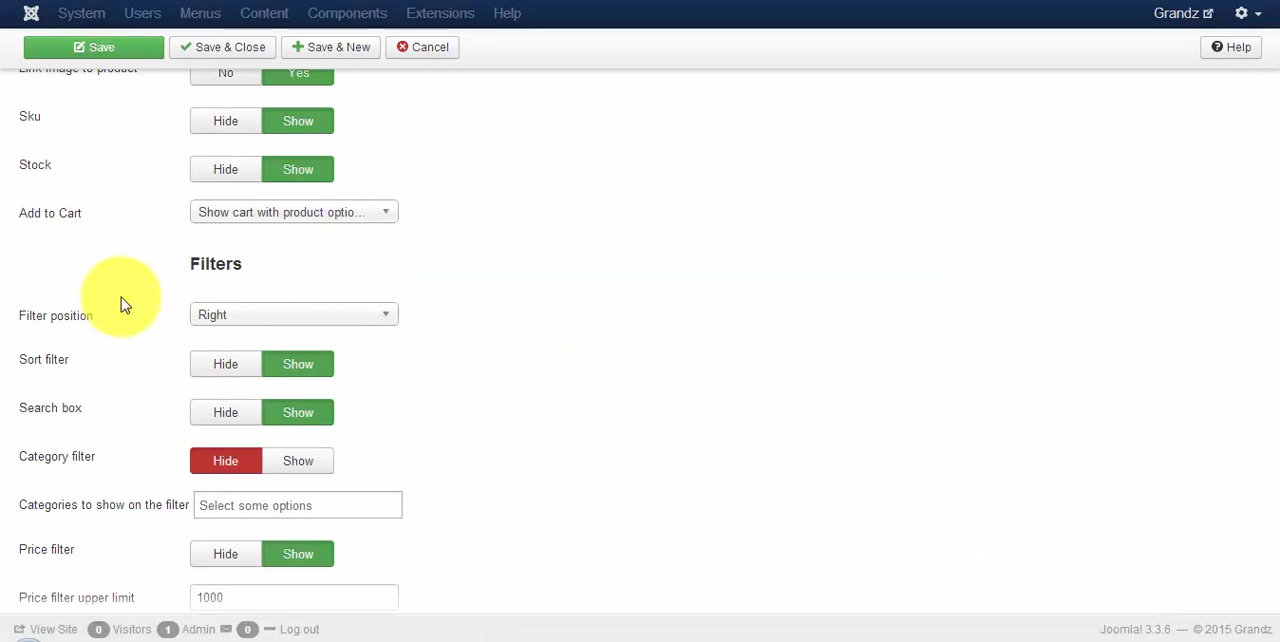 System Users Menus Content Components Extensions Help Grandz
Save Save & Close Save & New Cancel Help
Link image to product No Yes
Sku Hide Show
Stock Hide Show
Add to Cart Show cart with product optio...
Filters
Filter position Right
Sort filter Hide Show
Search box Hide Show
Category filter Hide Show
Categories to show on the filter Select some options
Price filter Hide Show
Price filter upper limit 1000
View Site 0 Visitors 1 Admin 0 Log out Joomla! 3.3.6 — © 2015 Grandz